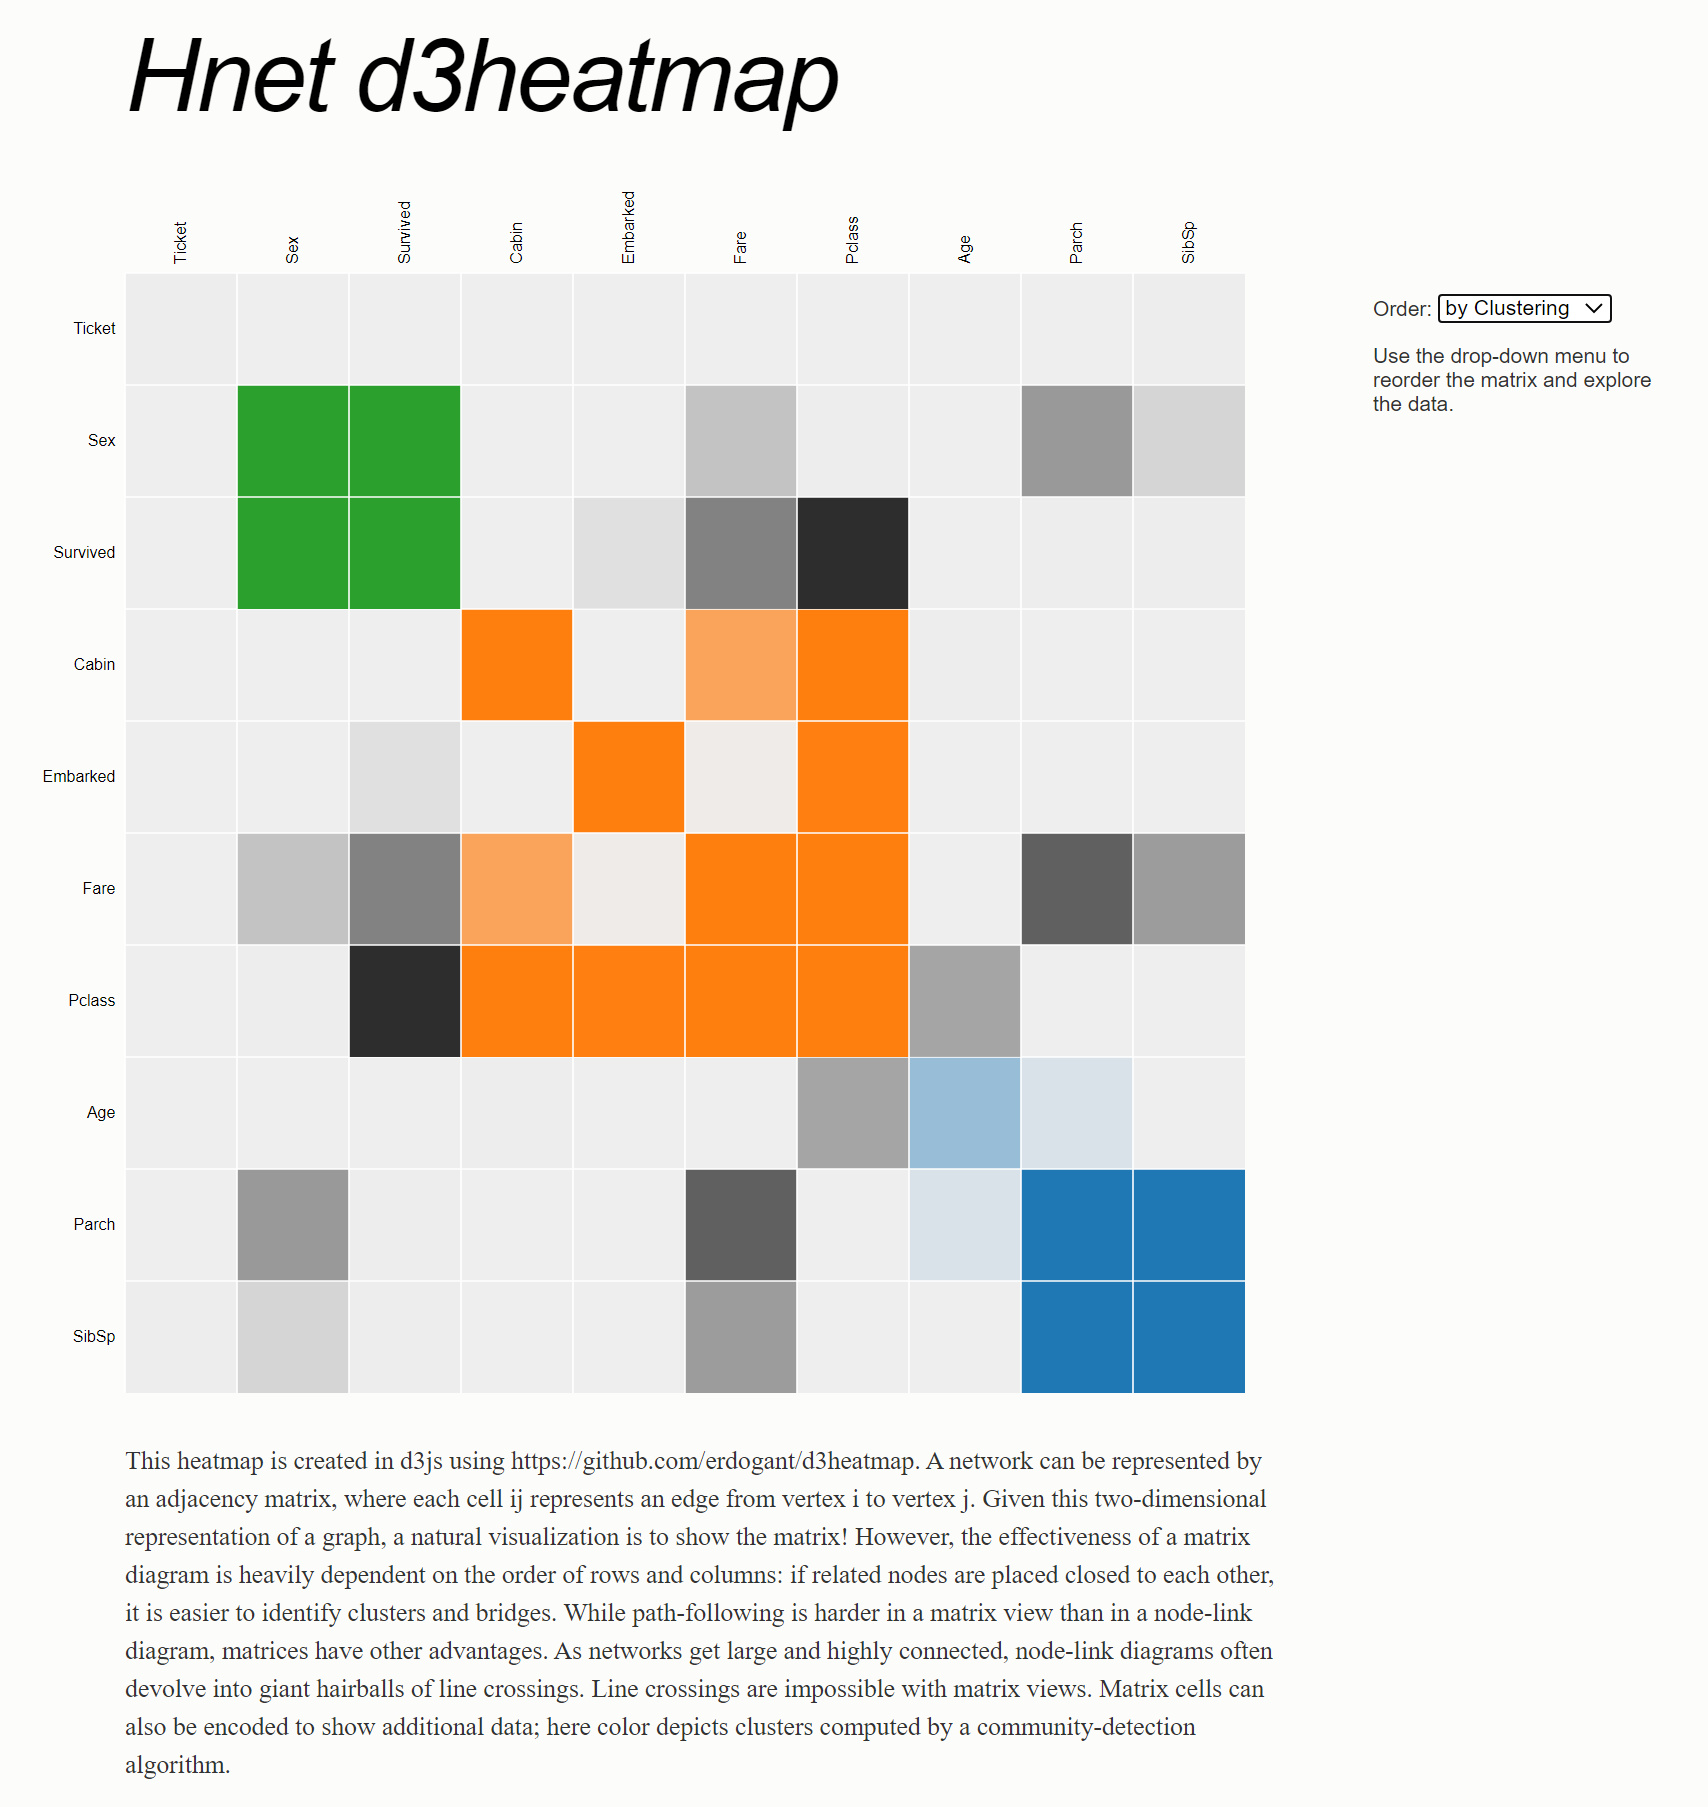 Hnet d3heatmap
Ticket
Sex
Survived
Cabin
Embarked
Fare
Pclass
Age
Parch
SibSp
Order: by Clustering
Use the drop-down menu to
reorder the matrix and explore
the data.
Ticket
Sex
Survived
Cabin
Embarked
Fare
Pclass
Age
Parch
SibSp
This heatmap is created in d3js using https://github.com/erdogant/d3heatmap. A network can be represented by
an adjacency matrix, where each cell ij represents an edge from vertex i to vertex j. Given this two-dimensional
representation of a graph, a natural visualization is to show the matrix! However, the effectiveness of a matrix
diagram is heavily dependent on the order of rows and columns: if related nodes are placed closed to each other,
it is easier to identify clusters and bridges. While path-following is harder in a matrix view than in a node-link
diagram, matrices have other advantages. As networks get large and highly connected, node-link diagrams often
devolve into giant hairballs of line crossings. Line crossings are impossible with matrix views. Matrix cells can
also be encoded to show additional data; here color depicts clusters computed by a community-detection
algorithm.